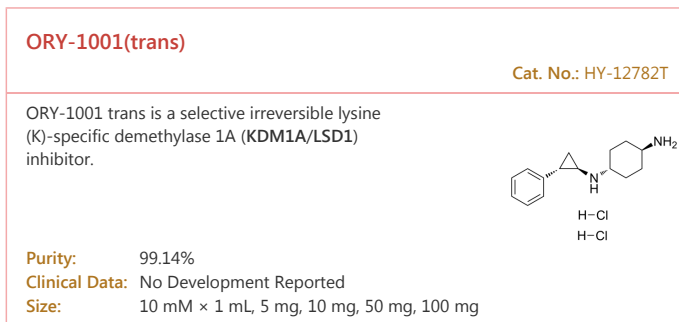 ORY-1001(trans)
Cat. No.: HY-12782T
ORY-1001 trans is a selective irreversible lysine
(K)-specific demethylase 1A (KDM1A/LSD1)
inhibitor.
NH2
N
H
H-Cl
H-Cl
Purity: 99.14%
Clinical Data: No Development Reported
Size: 10 mM × 1 mL, 5 mg, 10 mg, 50 mg, 100 mg